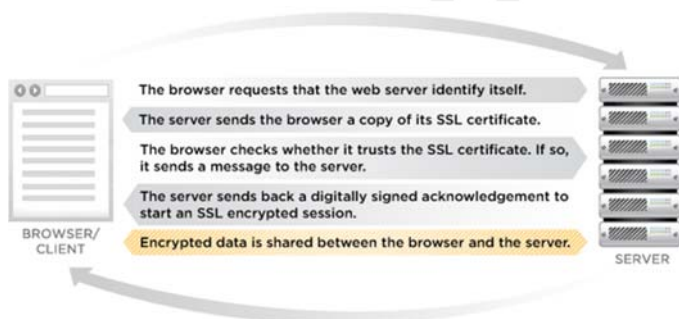 The browser requests that the web server identify itself.
The server sends the browser a copy of its SSL certificate.
The browser checks whether it trusts the SSL certificate. If so,
it sends a message to the server.
The server sends back a digitally signed acknowledgement to
start an SSL encrypted session.
Encrypted data is shared between the browser and the server.
BROWSER/
CLIENT
SERVER